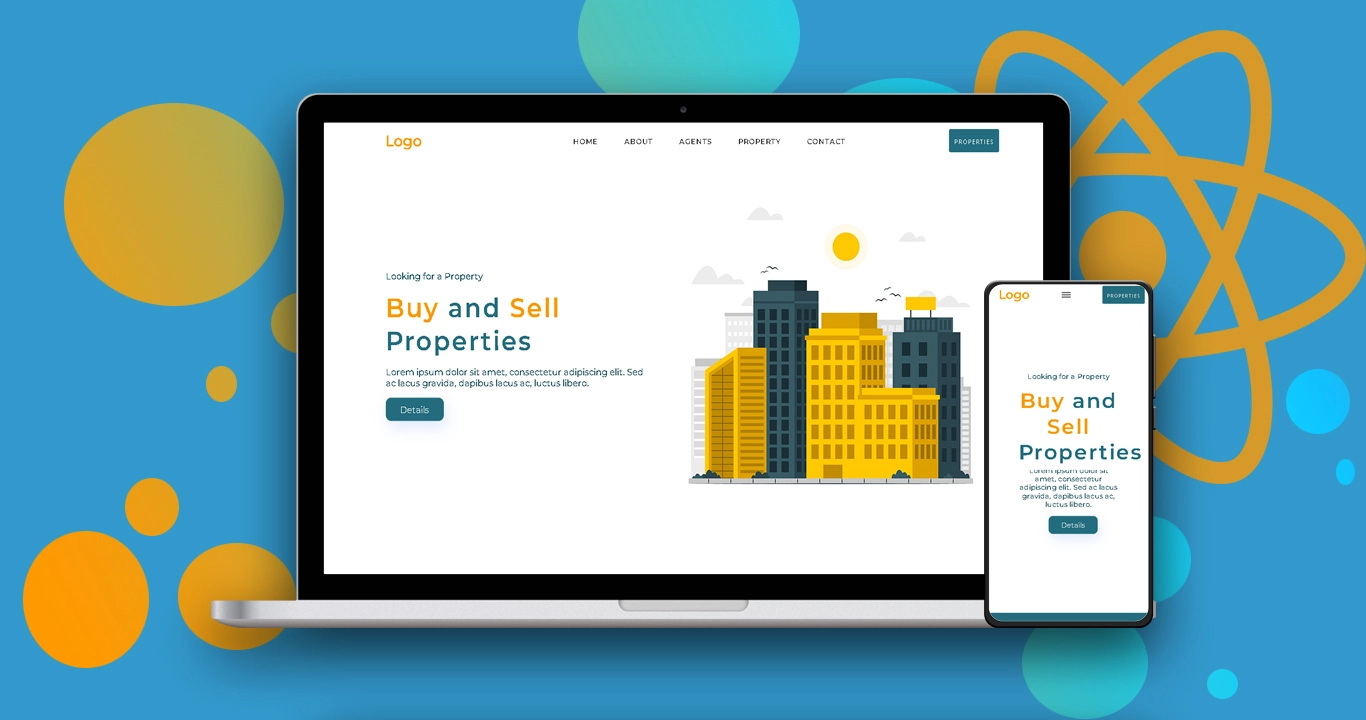 Logo
HOME ABOUT AGENTS PROPERTY CONTACT
PROPERTIES
Looking for a Property
Buy and Sell
Properties
Lorem ipsum dolor sit amet, consectetur adipiscing elit. Sed
ac lacus gravida, dapibus lacus ac, luctus libero.
Details
Logo
PROPERTIES
Looking for a Property
Buy and
Sell
Properties
Lorem ipsum dolor sit
amet, consectetur
adipiscing elit. Sed ac lacus
gravida, dapibus lacus ac,
luctus libero.
Details